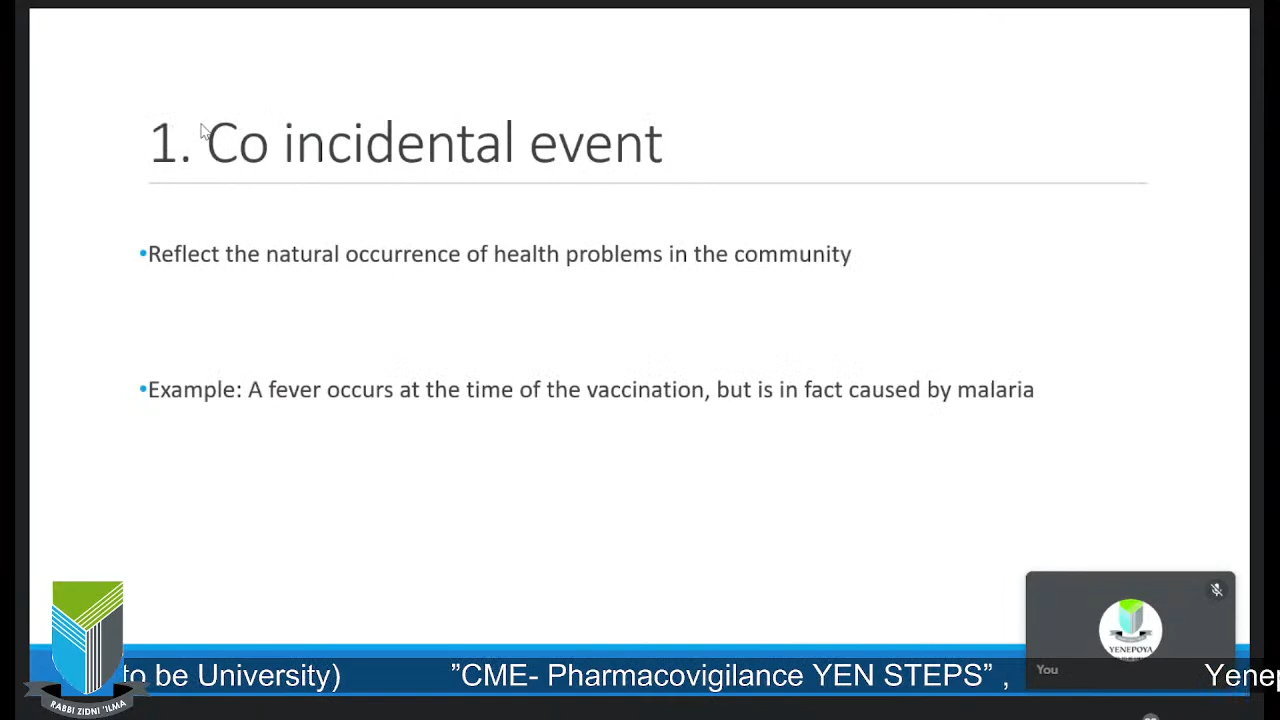 1. Co incidental event
•Reflect the natural occurrence of health problems in the community
•Example: A fever occurs at the time of the vaccination, but is in fact caused by malaria
YENEPOYA
You
to be University) ”CME- Pharmacovigilance YEN STEPS” , Yenep
RABBI ZIDNI 'ILMA